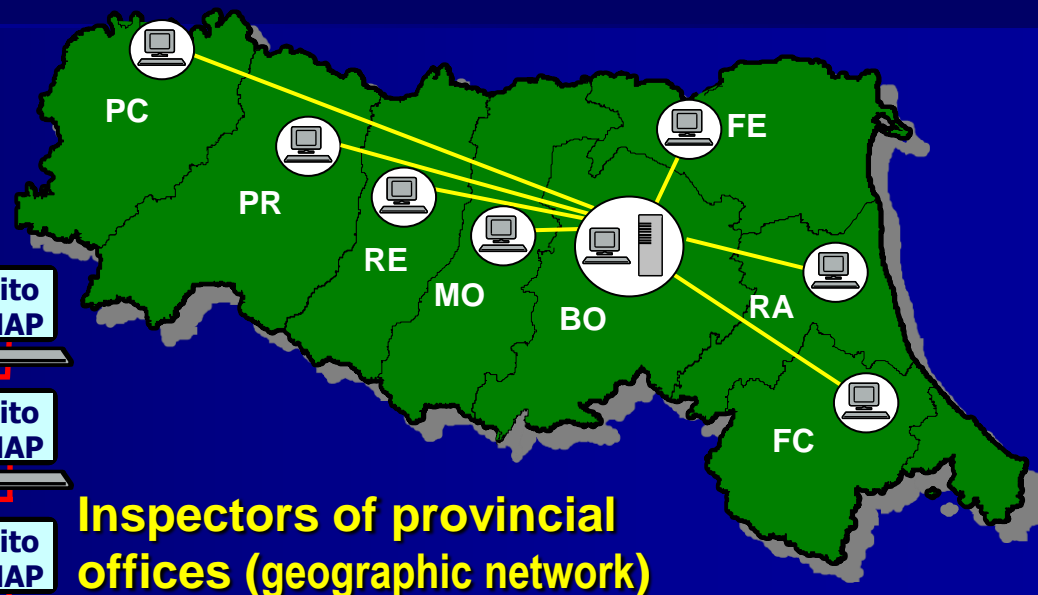 PC
FE
PR
RE
MO
BO
RA
FC
Inspectors of provincial
offices (geographic network)